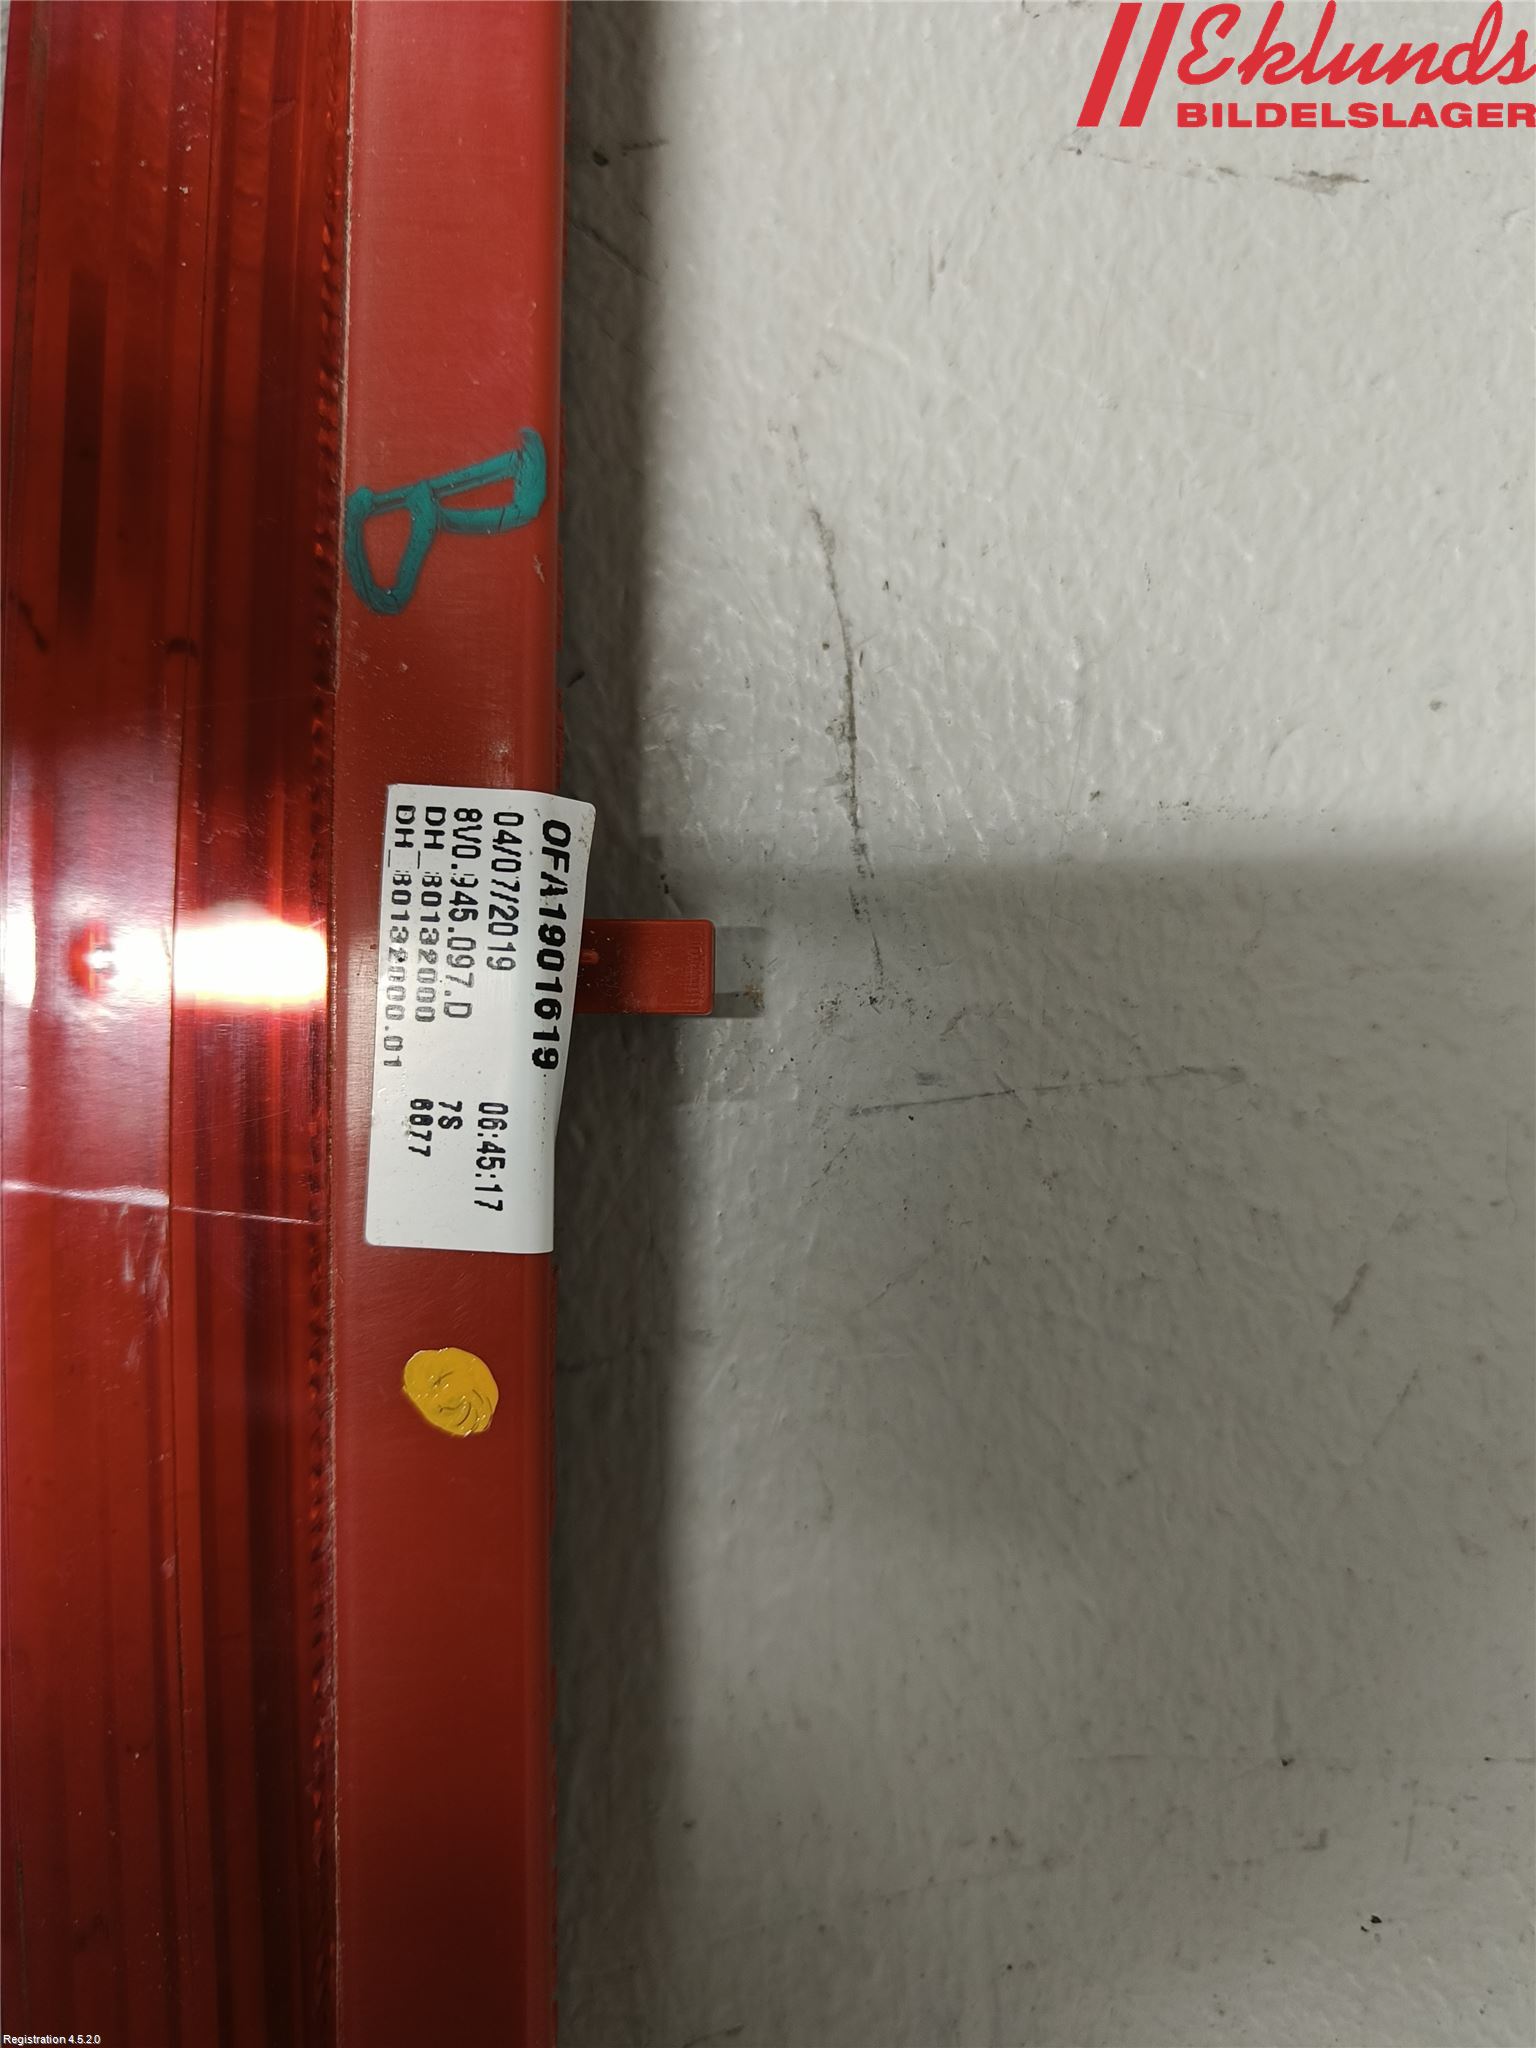 Eklunds
BILDELSLAGER
B
OFA1901619
04/07/2019 06:45:17
8V0.945.097.D 7S
DH_80132000 6677
DH_80132000.01
Registration 4.5.2.0